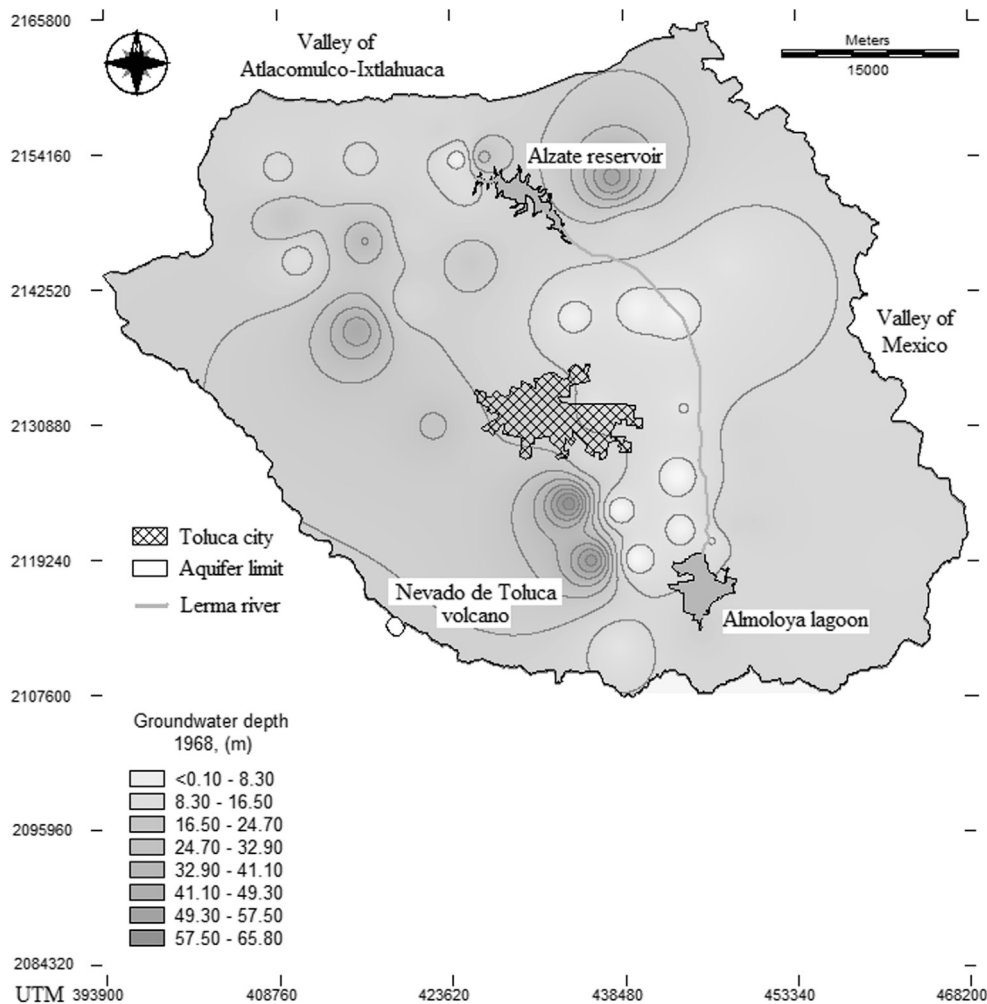 2165800
Valley of
Atlacomulco-Ixtlahuaca
Meters
15000
2154160
Alzate reservoir
2142520
Valley of
Mexico
2130880
Toluca city
Aquifer limit
Lerma river
2119240
Nevado de Toluca
volcano
Almoloya lagoon
2107600
Groundwater depth
1968, (m)
<0.10 - 8.30
8.30 - 16.50
16.50 - 24.70
24.70 - 32.90
32.90 - 41.10
41.10 - 49.30
49.30 - 57.50
57.50 - 65.80
2095960
2084320
UTM 393900 408760 423620 438480 453340 468200